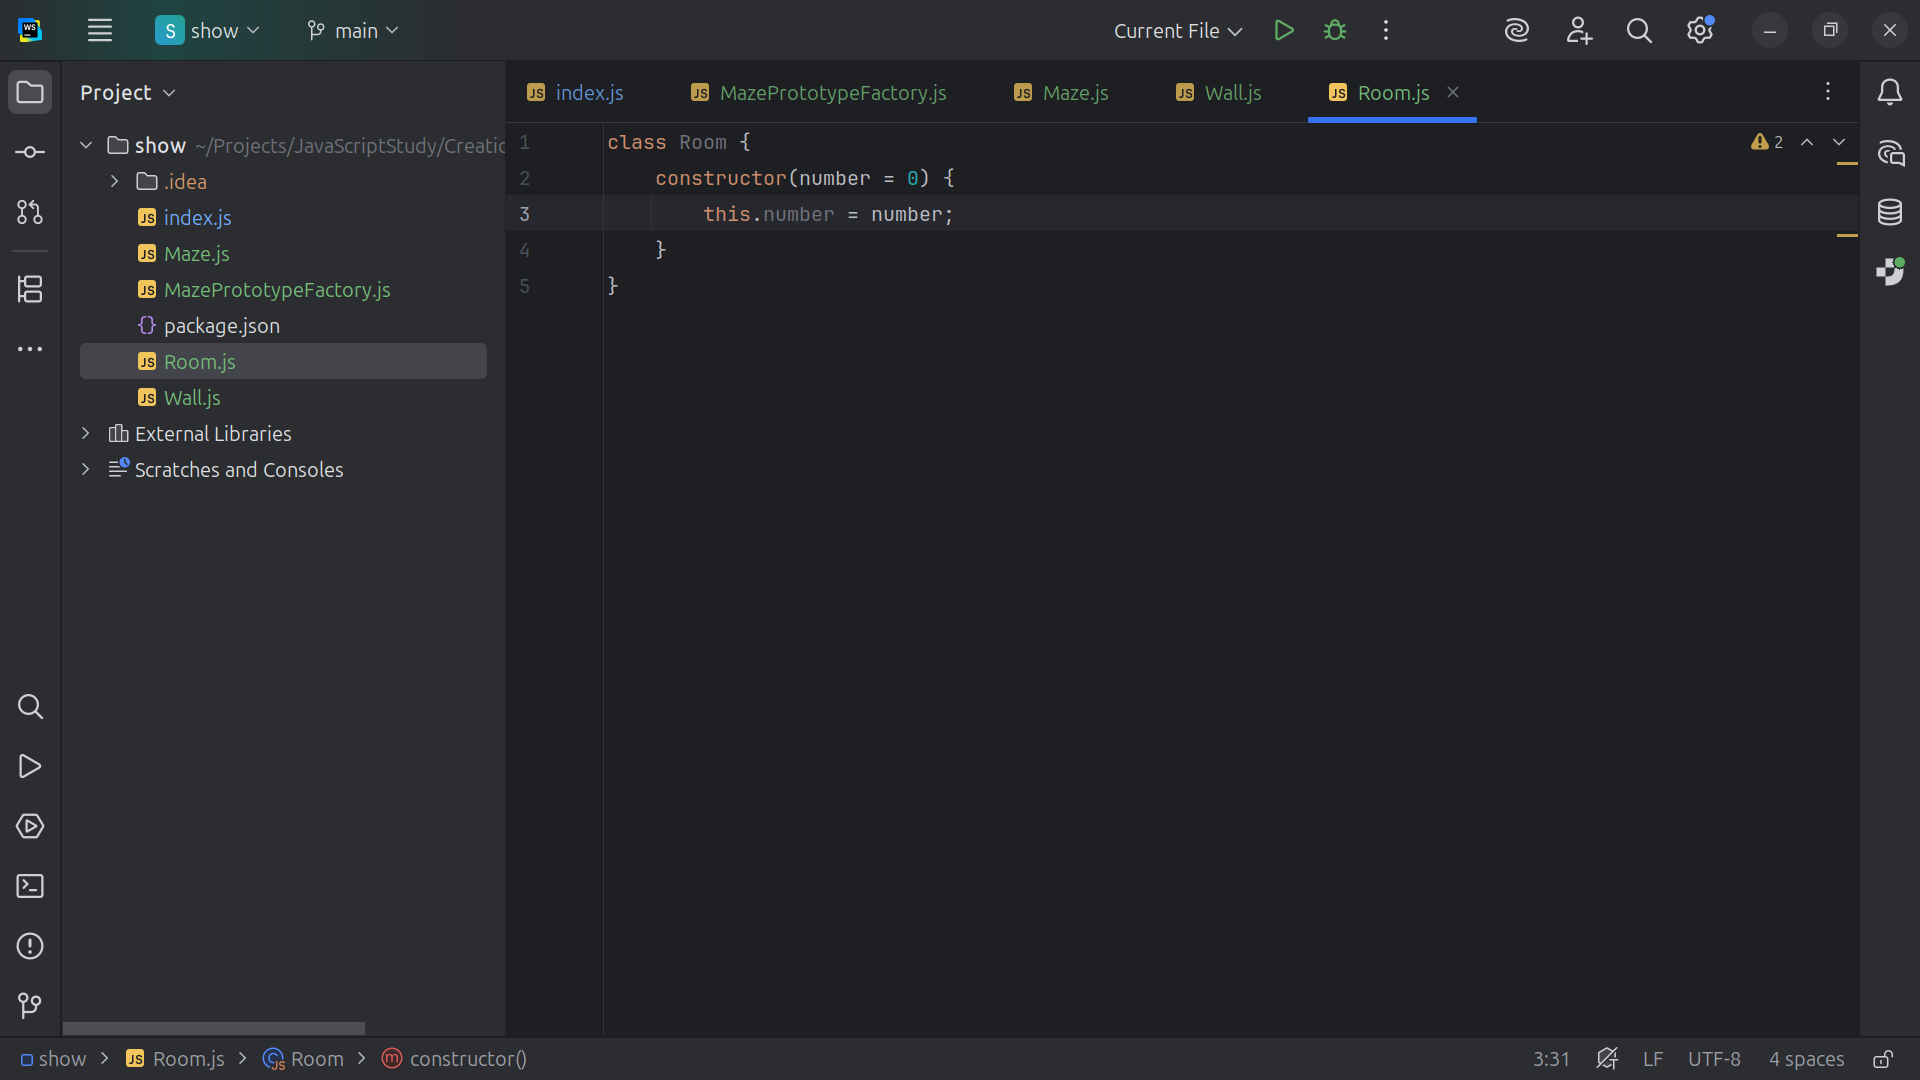 WS
S show
main
Current File
Project
index.js
MazePrototypeFactory.js
Maze.js
Wall.js
Room.js
show ~/Projects/JavaScriptStudy/Creatio
.idea
index.js
Maze.js
MazePrototypeFactory.js
package.json
Room.js
Wall.js
External Libraries
Scratches and Consoles
1 class Room {
2 constructor(number = 0) {
3 this.number = number;
4 }
5 }
2
show
Room.js
Room
constructor()
3:31
LF
UTF-8
4 spaces